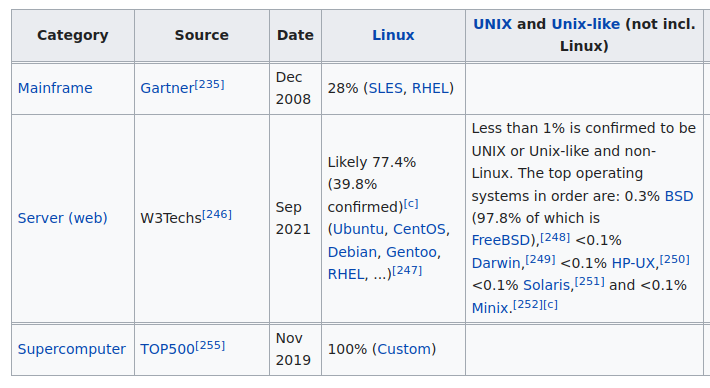 Category Source Date Linux UNIX and Unix-like (not incl.
Linux)
Mainframe Gartner[235] Dec
2008 28% (SLES, RHEL)
Server (web) W3Techs[246] Sep
2021 Likely 77.4%
(39.8%
confirmed)[c]
(Ubuntu, CentOS,
Debian, Gentoo,
RHEL, ...)[247]
Less than 1% is confirmed to be
UNIX or Unix-like and non-
Linux. The top operating
systems in order are: 0.3% BSD
(97.8% of which is
FreeBSD),[248] <0.1%
Darwin,[249] <0.1% HP-UX,[250]
<0.1% Solaris,[251] and <0.1%
Minix.[252][c]
Supercomputer TOP500[255] Nov
2019 100% (Custom)